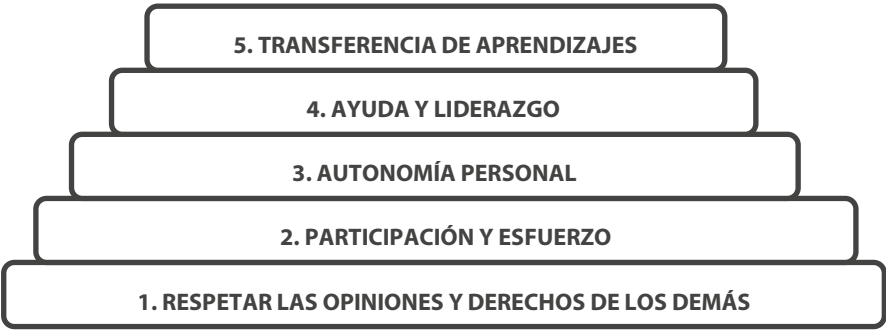 5. TRANSFERENCIA DE APRENDIZAJES
4. AYUDA Y LIDERAZGO
3. AUTONOMÍA PERSONAL
2. PARTICIPACIÓN Y ESFUERZO
1. RESPETAR LAS OPINIONES Y DERECHOS DE LOS DEMÁS